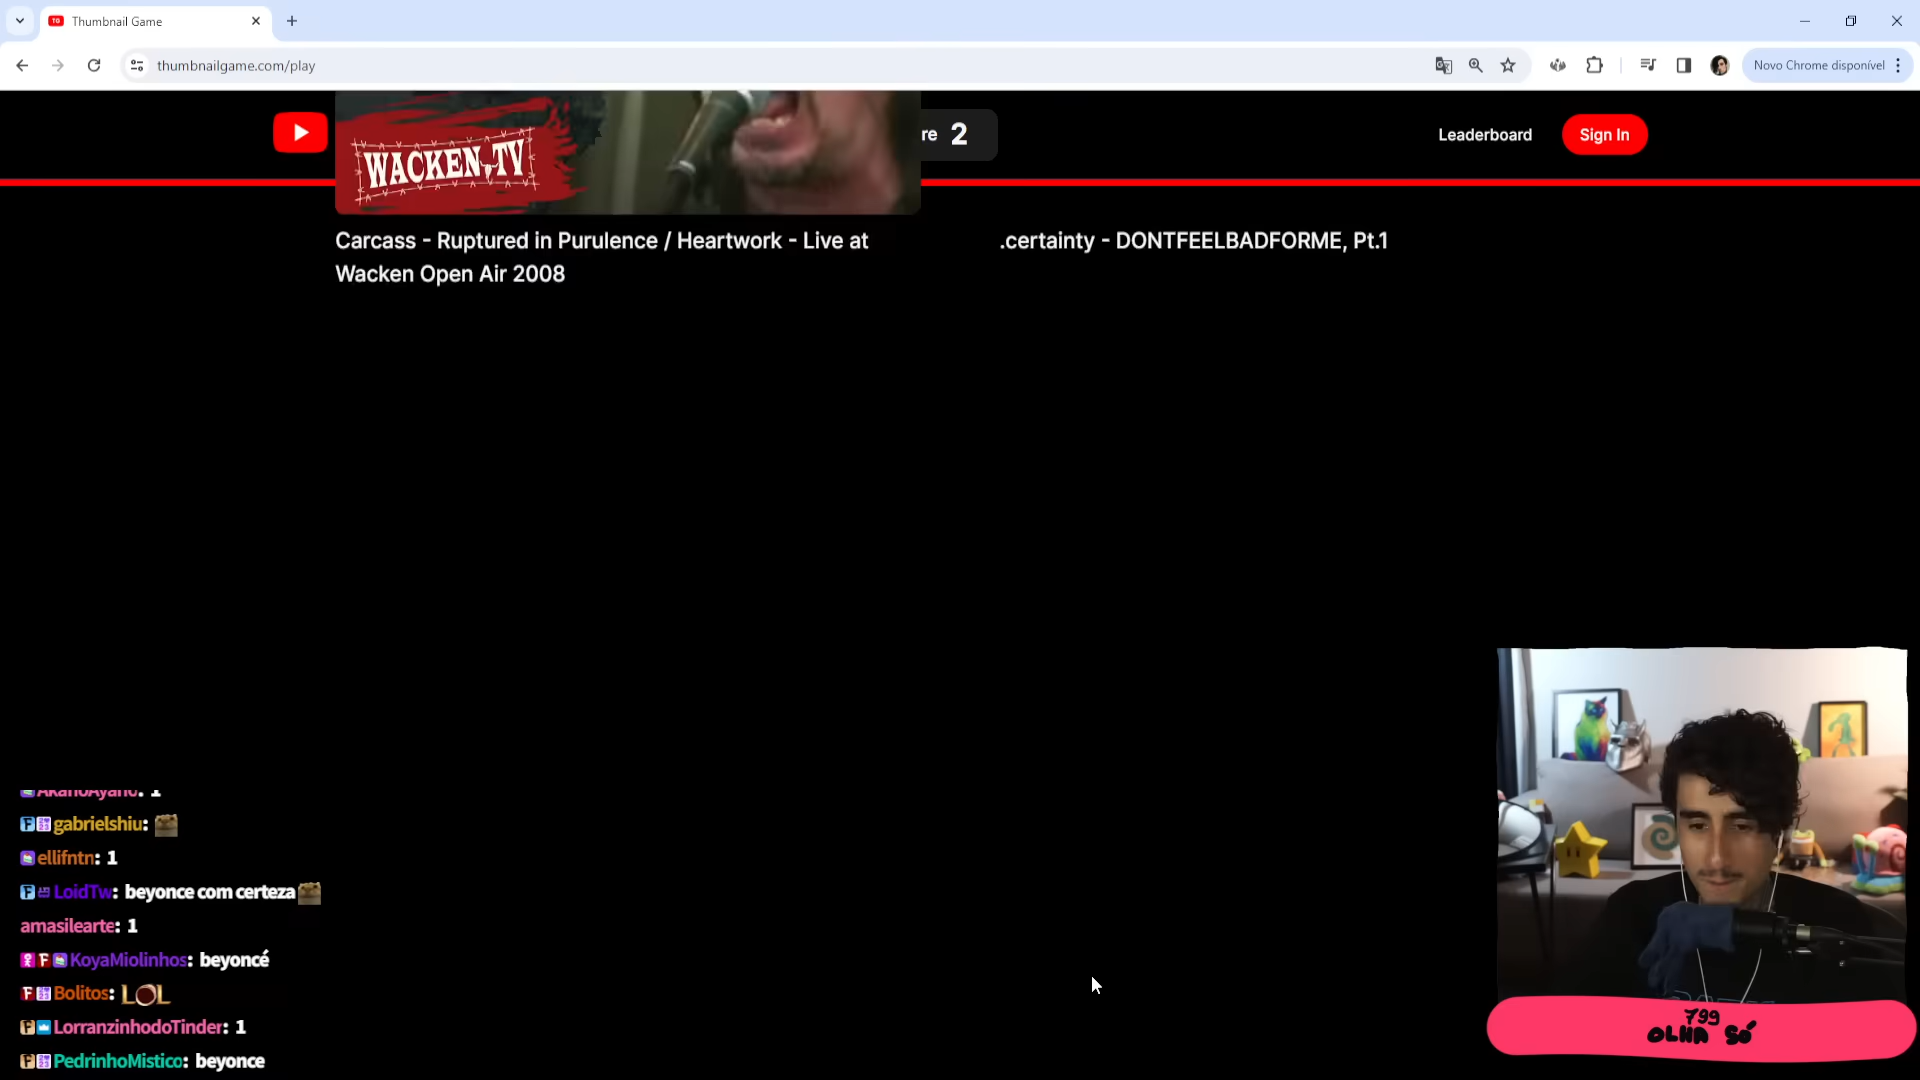 Thumbnail Game
thumbnailgame.com/play
Novo Chrome disponível
re 2
Leaderboard
Sign In
WACKEN.TV
Carcass - Ruptured in Purulence / Heartwork - Live at
Wacken Open Air 2008
.certainty - DONTFEELBADFORME, Pt.1
AkahoAyaho: 1
gabrielshiu:
ellifntn: 1
LoidTw: beyonce com certeza
amasilearte: 1
KoyaMiolinhos: beyoncé
Bolitos: LOL
LorranzinhodoTinder: 1
PedrinhoMistico: beyonce
799
OLHA SÓ